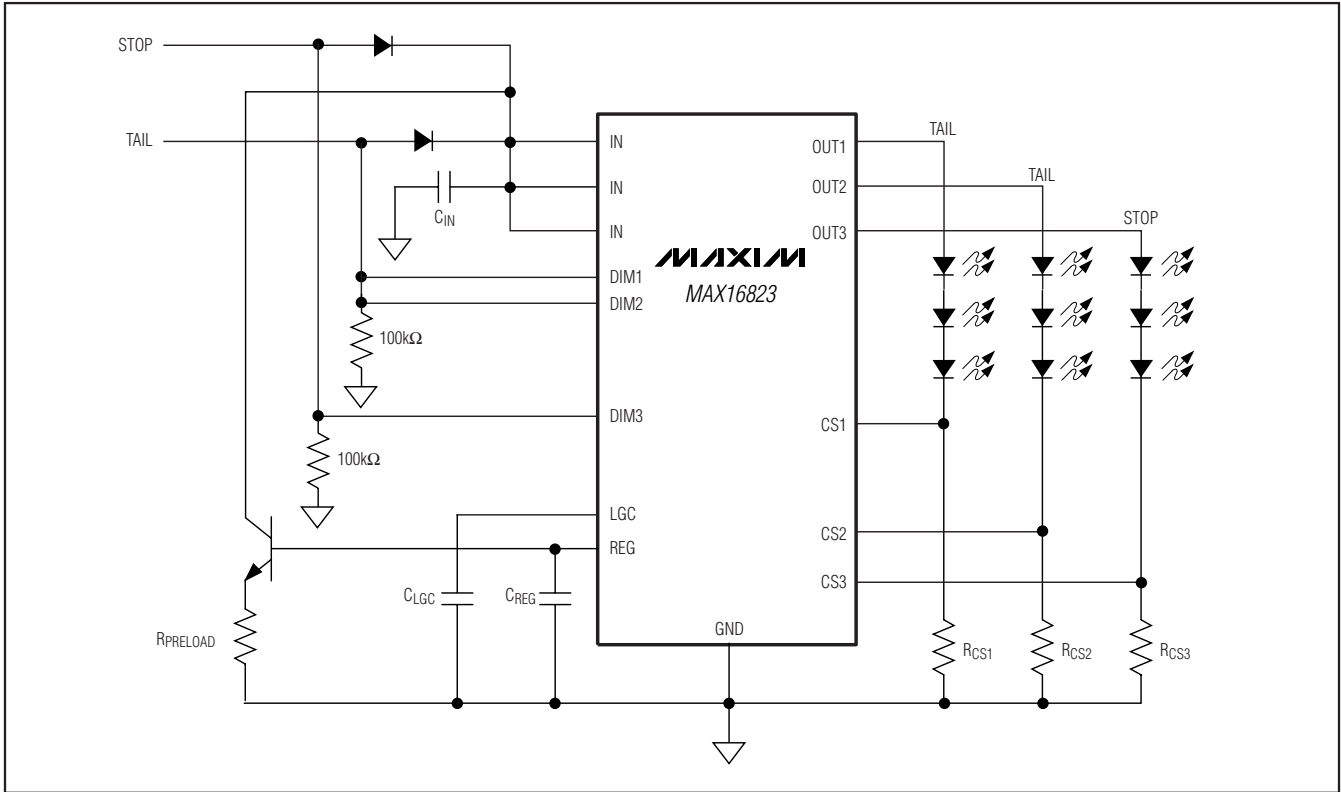 STOP
TAIL
CIN
100kΩ
100kΩ
RPRELOAD
CLGC
CREG
IN
IN
IN
DIM1
DIM2
DIM3
LGC
REG
GND
MAXIM
MAX16823
OUT1
OUT2
OUT3
CS1
CS2
CS3
TAIL
TAIL
STOP
RCS1
RCS2
RCS3